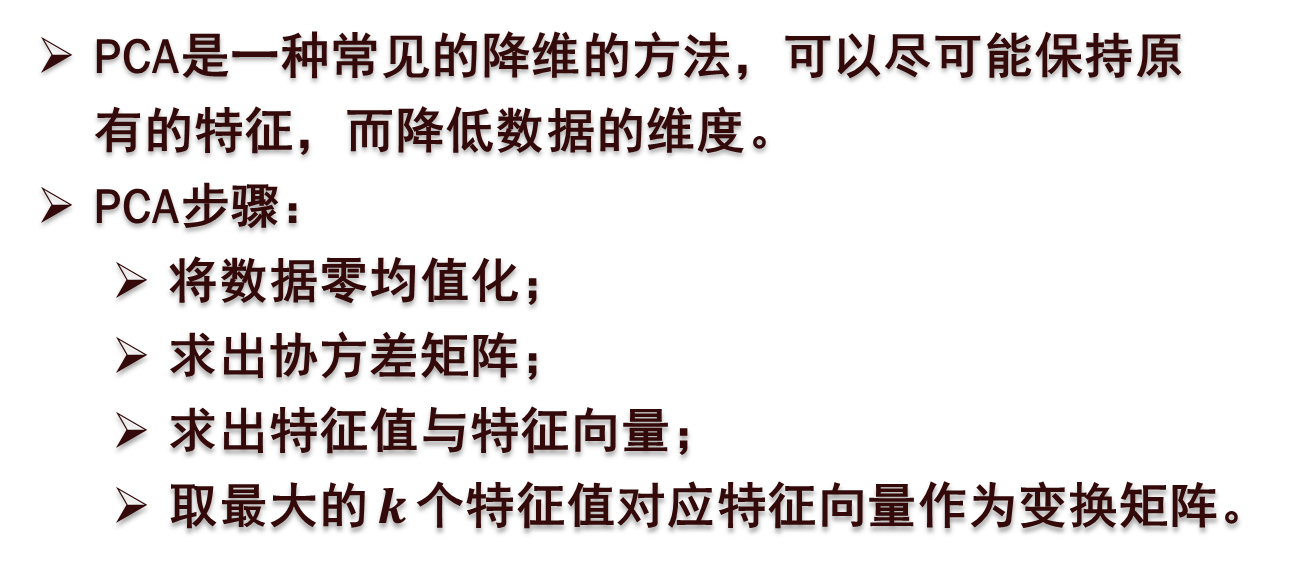 ➢ PCA是一种常见的降维的方法，可以尽可能保持原
有的特征，而降低数据的维度。
➢ PCA步骤：
➢ 将数据零均值化；
➢ 求出协方差矩阵；
➢ 求出特征值与特征向量；
➢ 取最大的k个特征值对应特征向量作为变换矩阵。